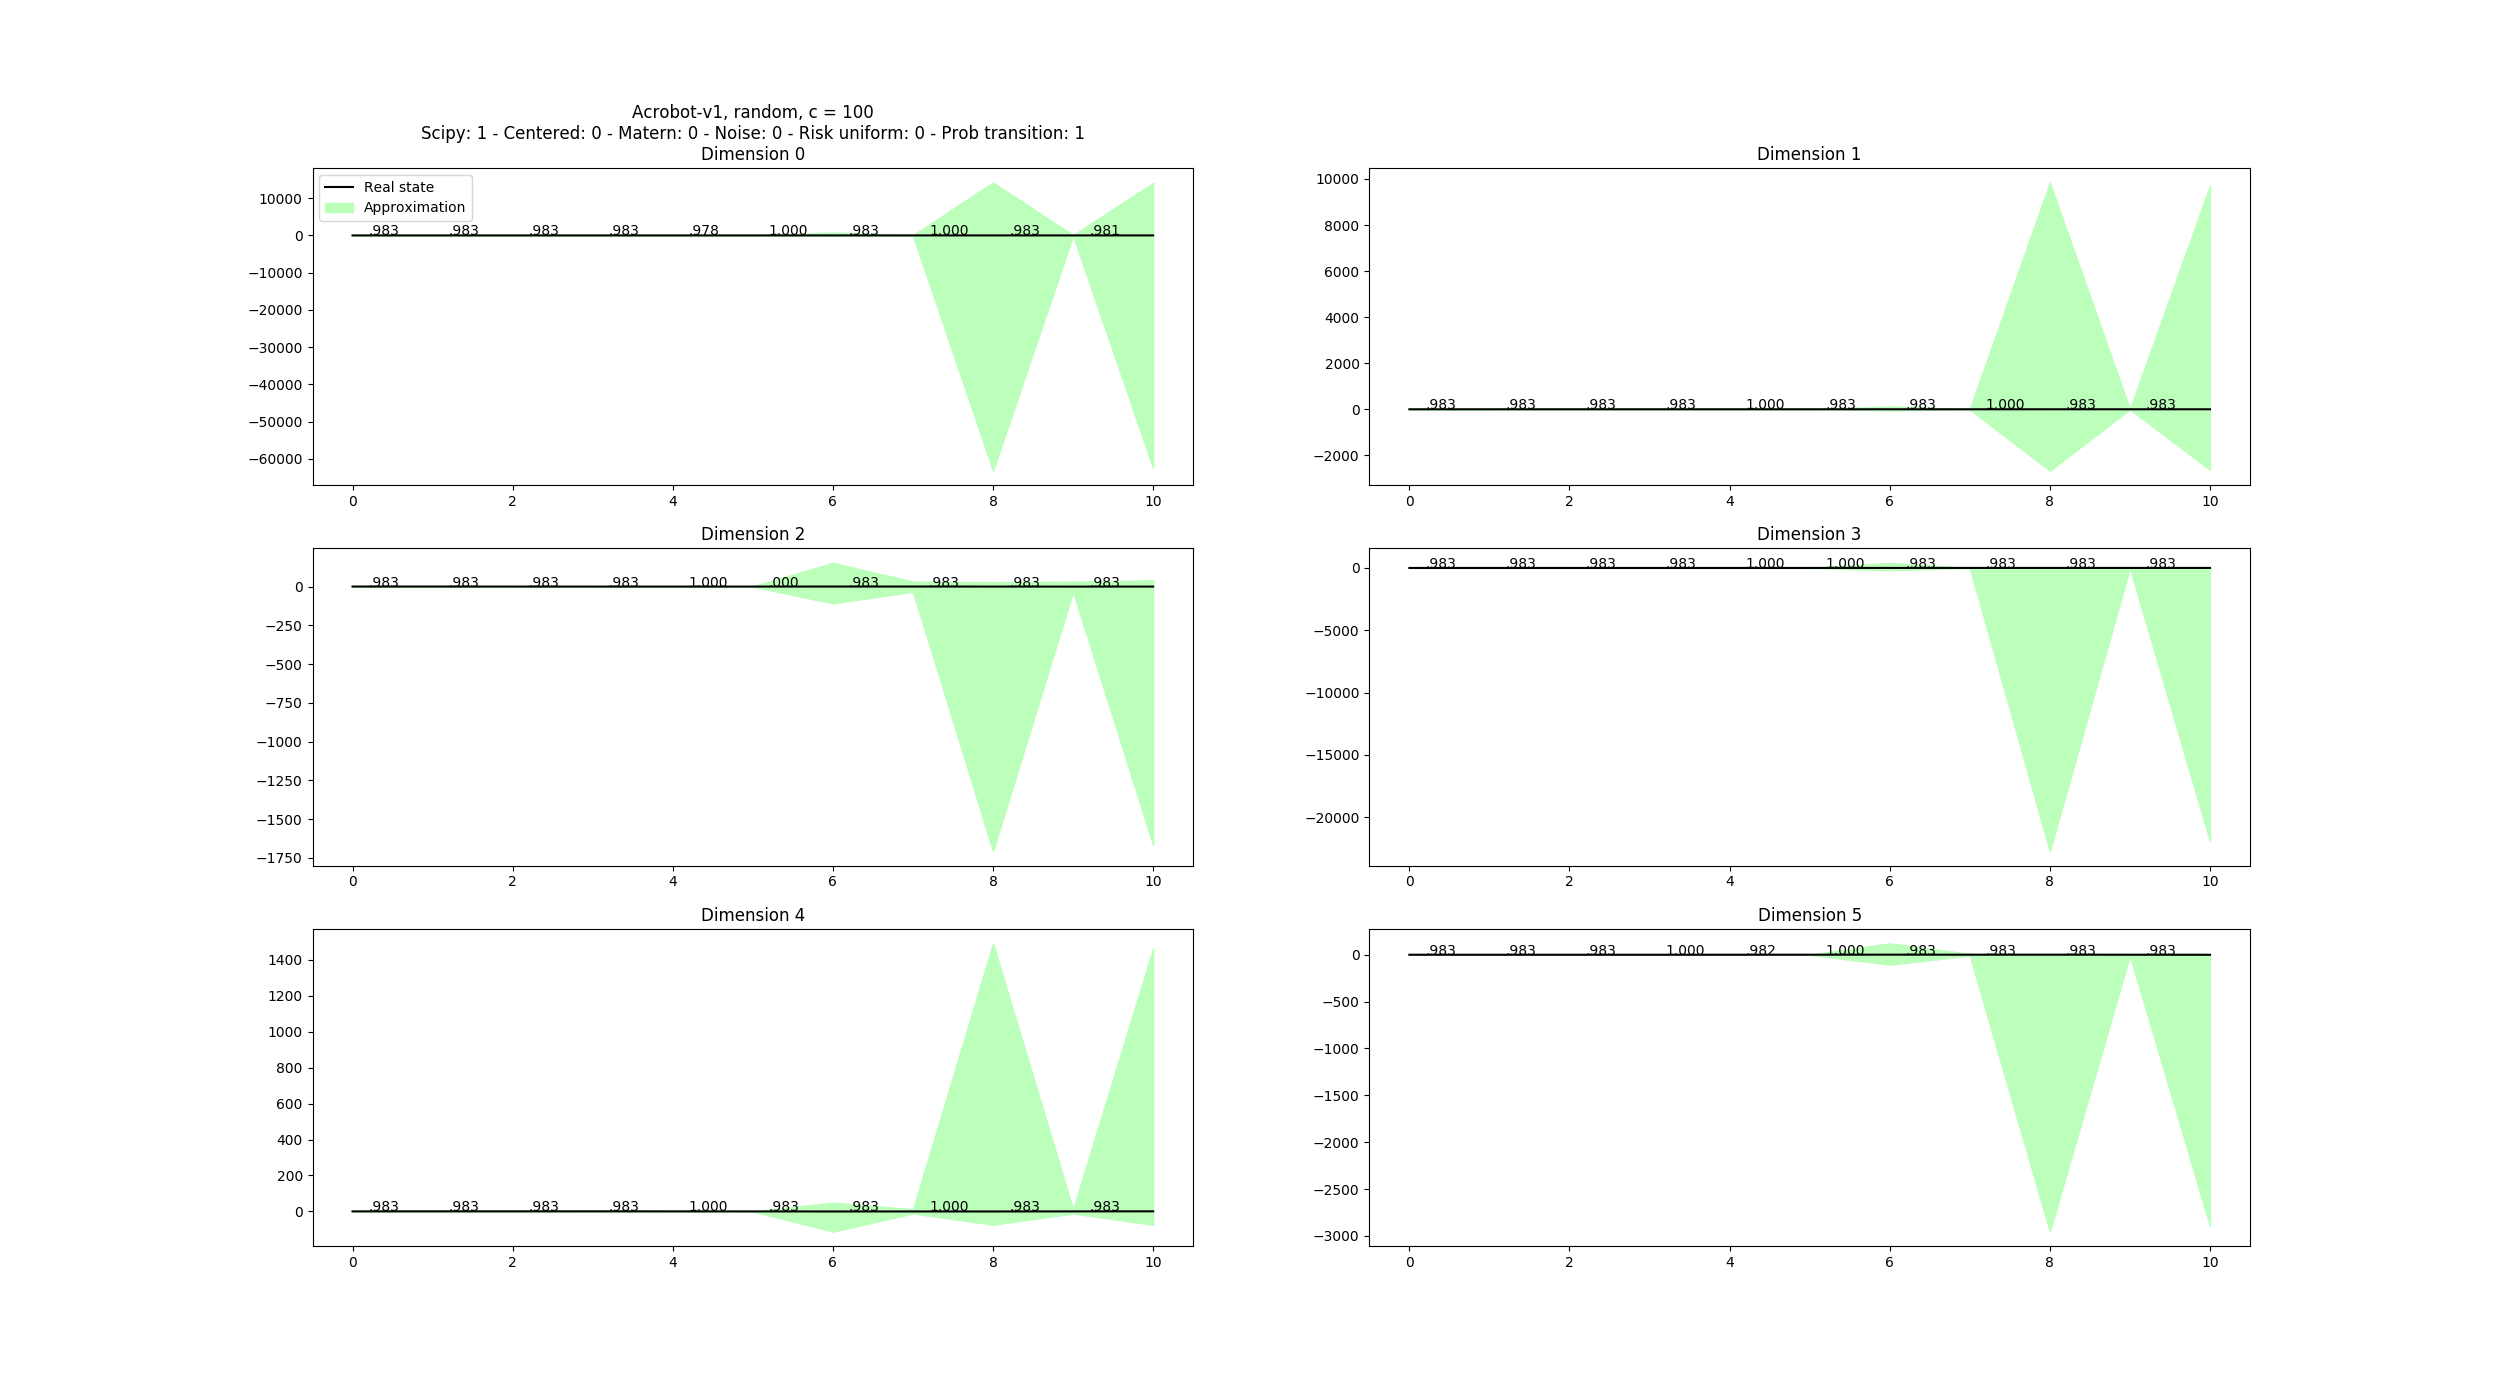 Acrobot-v1, random, c = 100
Scipy: 1 - Centered: 0 - Matern: 0 - Noise: 0 - Risk uniform: 0 - Prob transition: 1
Dimension 0
Real state
Approximation
10000
0
−10000
−20000
−30000
−40000
−50000
−60000
.983 .983 .983 .983 .978 1.000 .983 1.000 .983 .981
0 2 4 6 8 10
Dimension 1
10000
8000
6000
4000
2000
0
−2000
.983 .983 .983 .983 1.000 .983 .983 1.000 .983 .983
0 2 4 6 8 10
Dimension 2
0
−250
−500
−750
−1000
−1250
−1500
−1750
.983 .983 .983 .983 1.000 .000 .983 .983 .983 .983
0 2 4 6 8 10
Dimension 3
0
−5000
−10000
−15000
−20000
.983 .983 .983 .983 1.000 1.000 .983 .983 .983 .983
0 2 4 6 8 10
Dimension 4
1400
1200
1000
800
600
400
200
0
.983 .983 .983 .983 1.000 .983 .983 1.000 .983 .983
0 2 4 6 8 10
Dimension 5
0
−500
−1000
−1500
−2000
−2500
−3000
.983 .983 .983 1.000 .982 1.000 .983 .983 .983 .983
0 2 4 6 8 10